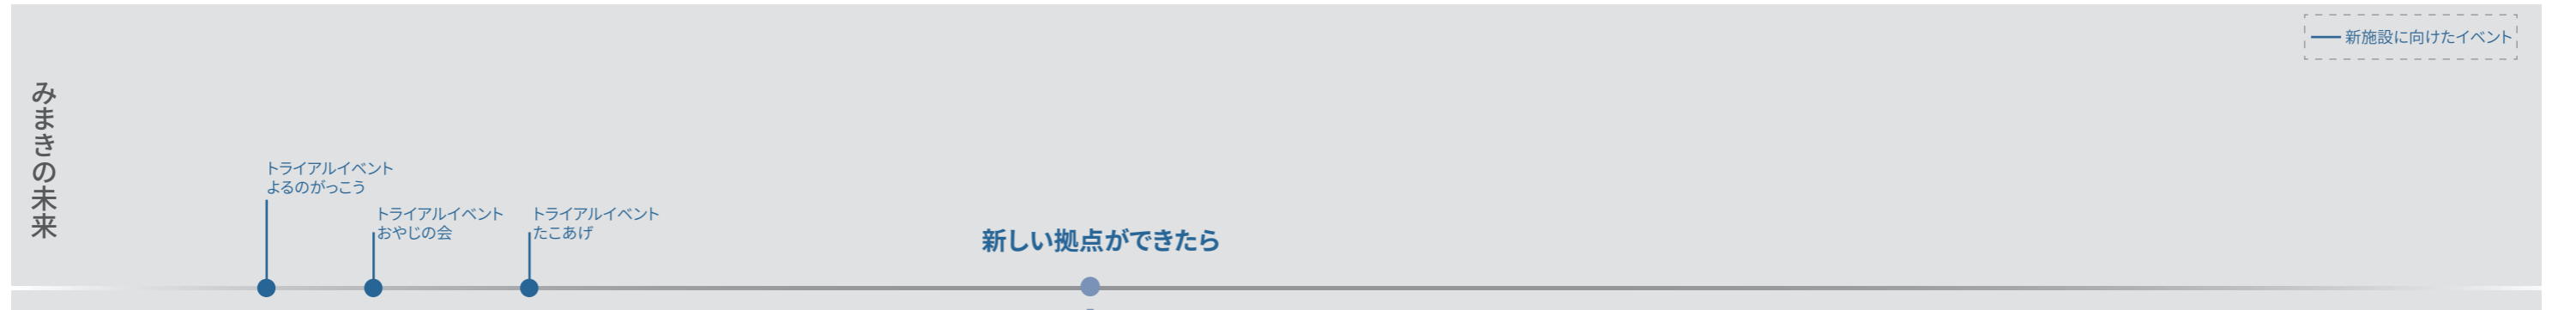 新施設に向けたイベント
みまきの未来
トライアルイベント
よるのがっこう
トライアルイベント
おやじの会
トライアルイベント
たこあげ
新しい拠点ができたら